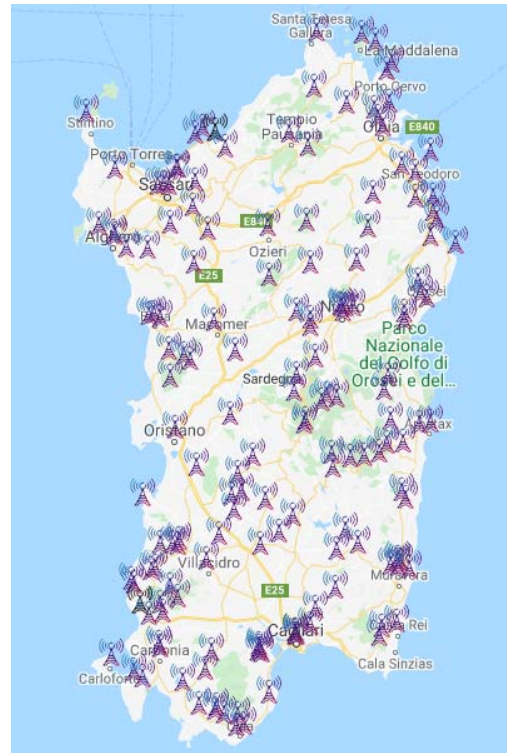 Santa Teresa
Gallura
La Maddalena
Porto Cervo
Stintino
Tempio
Pausania
Olbia
E840
Porto Torres
Sassari
San Teodoro
E840
Alghero
Ozieri
E25
Orosei
Nuoro
Macomer
Parco
Nazionale
del Golfo di
Orosei e del...
Sardegna
Oristano
Villacidro
E25
Muravera
Cagliari
Costa Rei
Carbonia
Carloforte
Cala Sinzias